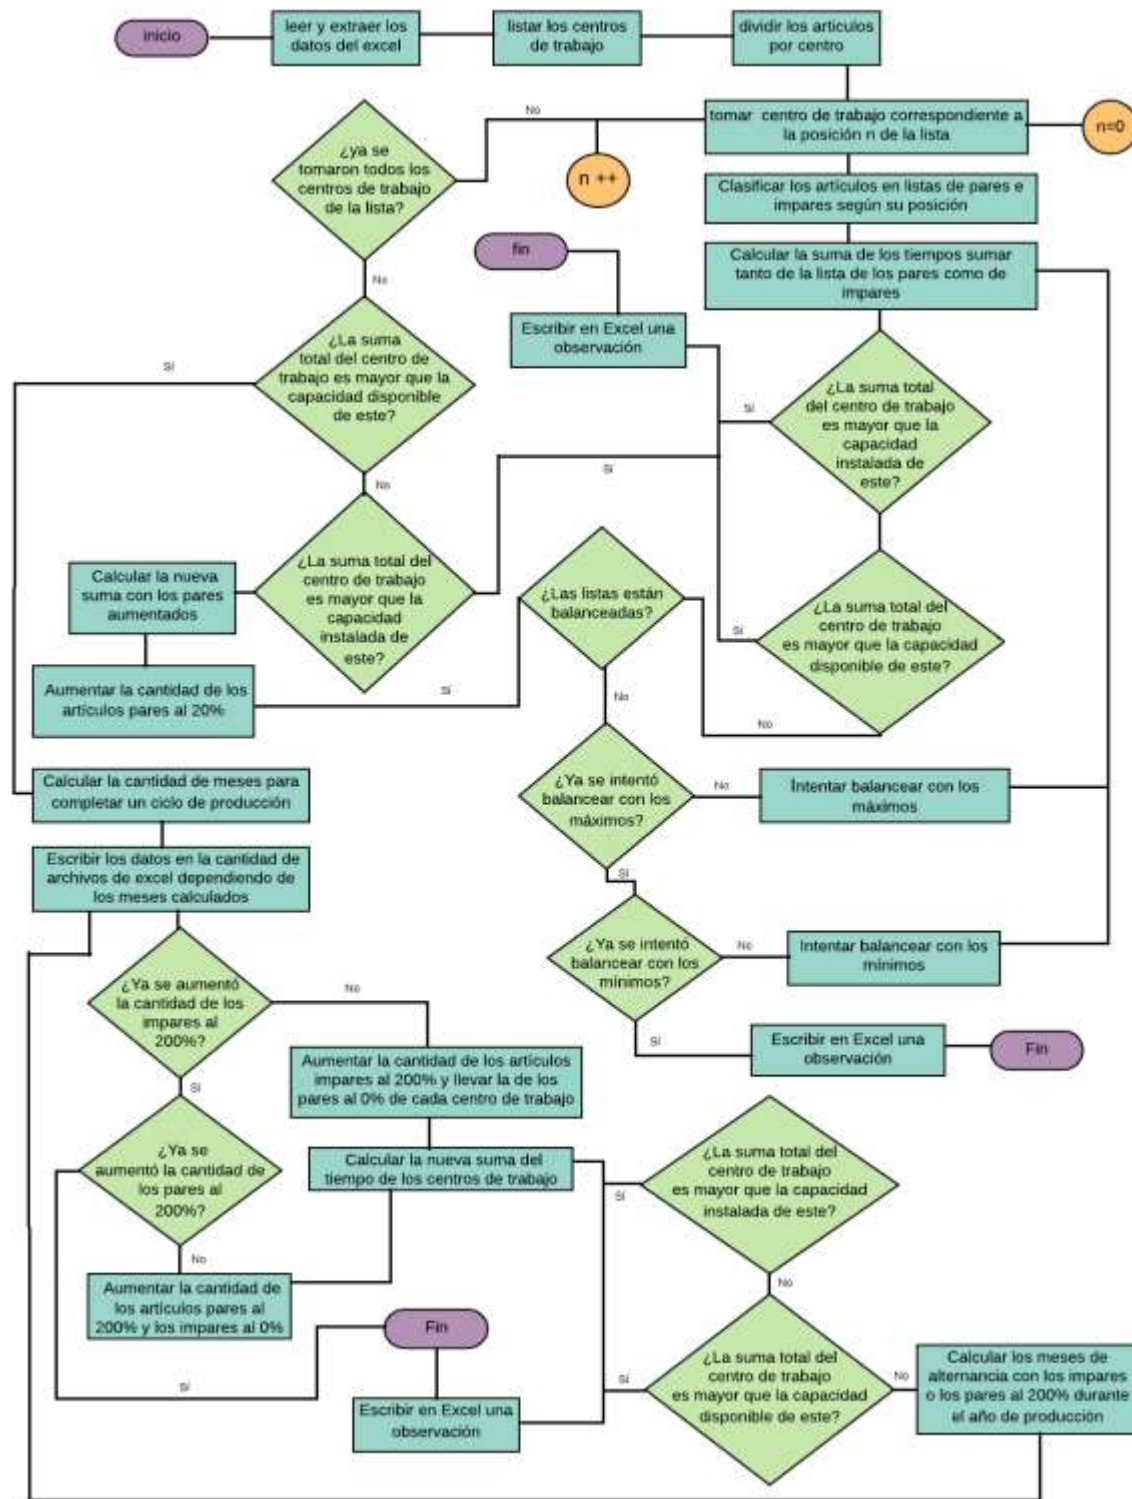 inicio
leer y extraer los
datos del excel
listar los centros
de trabajo
dividir los articulos
por centro
No
tomar centro de trabajo correspondiente a
la posición n de la lista
n=0
¿ya se
tomaron todos los
centros de trabajo
de la lista?
n ++
Clasificar los artículos en listas de pares e
impares según su posición
fin
Calcular la suma de los tiempos sumar
tanto de la lista de los pares como de
impares
No
Escribir en Excel una
observación
¿La suma
total del centro de
trabajo es mayor que la
capacidad disponible
de este?
Sí
¿La suma total
del centro de trabajo
es mayor que la
capacidad
instalada de
este?
Sí
No
Sí
¿La suma total del
centro de trabajo
es mayor que la
capacidad
instalada de
este?
Calcular la nueva
suma con los pares
aumentados
¿Las listas están
balanceadas?
¿La suma total del
centro de trabajo
es mayor que la capacidad
disponible de este?
Sí
Aumentar la cantidad de los
artículos pares al 20%
Sí
No
No
Calcular la cantidad de meses para
completar un ciclo de producción
¿Ya se intentó
balancear con los
máximos?
No
Intentar balancear con los
máximos
Escribir los datos en la cantidad de
archivos de excel dependiendo de
los meses calculados
Sí
¿Ya se intentó
balancear con los
mínimos?
No
Intentar balancear con los
mínimos
¿Ya se aumentó
la cantidad de los
impares al
200%?
No
Sí
Escribir en Excel una
observación
Fin
Aumentar la cantidad de los artículos
impares al 200% y llevar la de los
pares al 0% de cada centro de trabajo
Sí
¿Ya se
aumentó la cantidad de
los pares al
200%?
Calcular la nueva suma del
tiempo de los centros de trabajo
¿La suma total del
centro de trabajo
es mayor que la capacidad
instalada de este?
Sí
No
No
Aumentar la cantidad de
los artículos pares al
200% y los impares al 0%
Fin
Sí
Escribir en Excel una
observación
Sí
¿La suma total del
centro de trabajo
es mayor que la capacidad
disponible de este?
No
Calcular los meses de
alternancia con los impares
o los pares al 200% durante
el año de producción